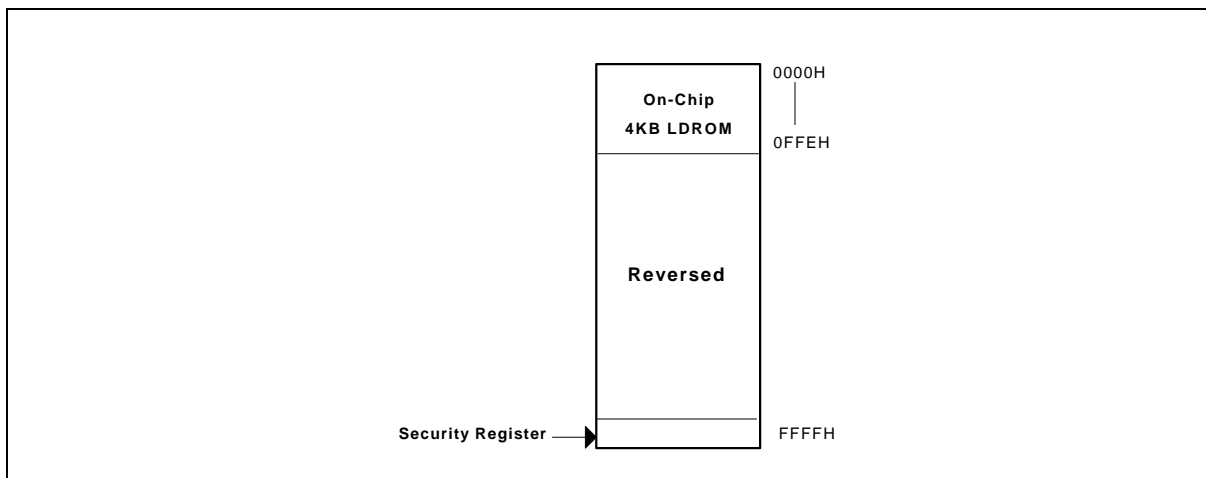 0000H
On-Chip
4KB LDROM
0FFEH
Reversed
Security Register
FFFFH